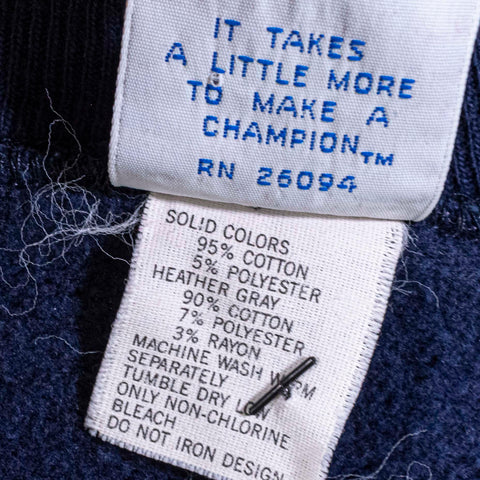 IT TAKES
A LITTLE MORE
TO MAKE A
CHAMPION™
RN 26094
SOLID COLORS
95% COTTON
5% POLYESTER
HEATHER GRAY
90% COTTON
7% POLYESTER
3% RAYON
MACHINE WASH WARM
SEPARATELY
TUMBLE DRY LOW
ONLY NON-CHLORINE
BLEACH
DO NOT IRON DESIGN